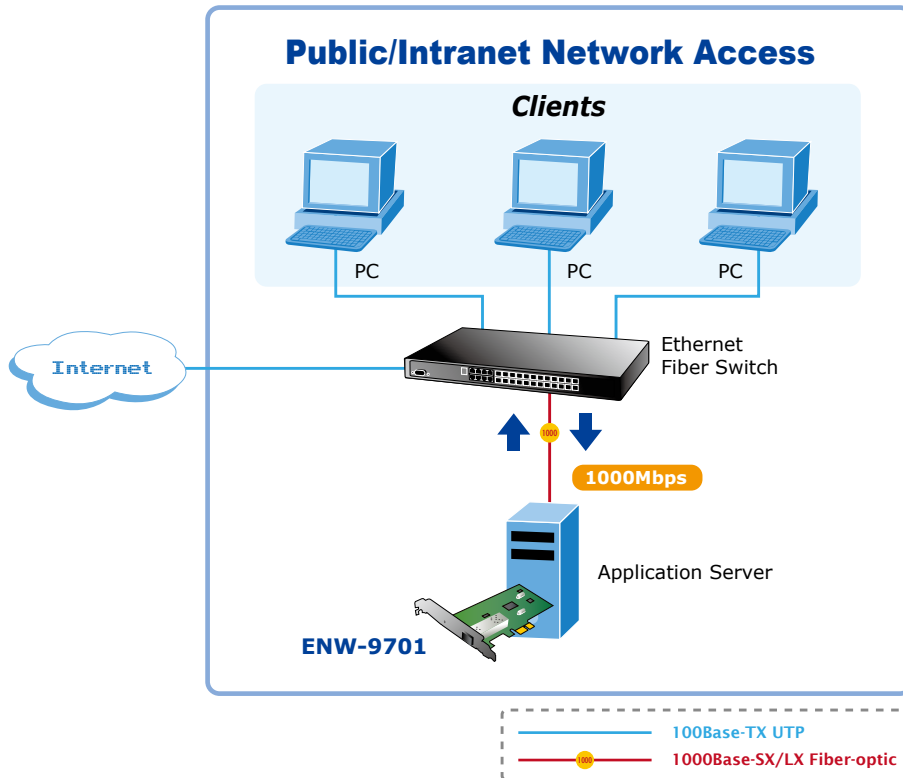 Public/Intranet Network Access
Clients
PC
PC
PC
Internet
Ethernet
Fiber Switch
1000
1000Mbps
Application Server
ENW-9701
100Base-TX UTP
1000
1000Base-SX/LX Fiber-optic